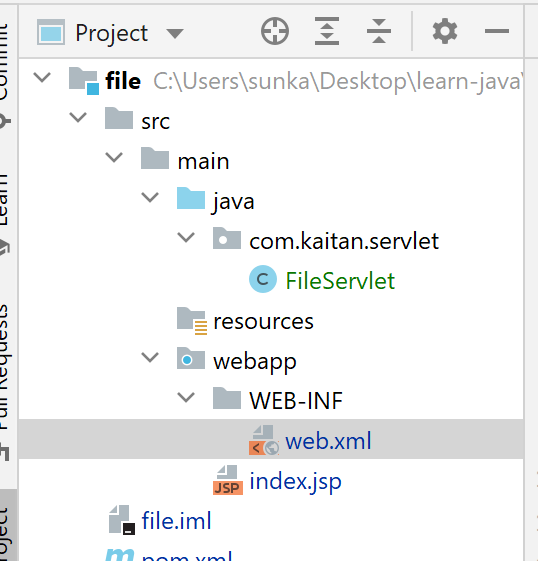 Project
file C:\Users\sunka\Desktop\learn-java\
src
main
java
com.kaitan.servlet
C FileServlet
resources
webapp
WEB-INF
web.xml
JSP index.jsp
file.iml
pom.xml
Commit
Learn
Pull Requests